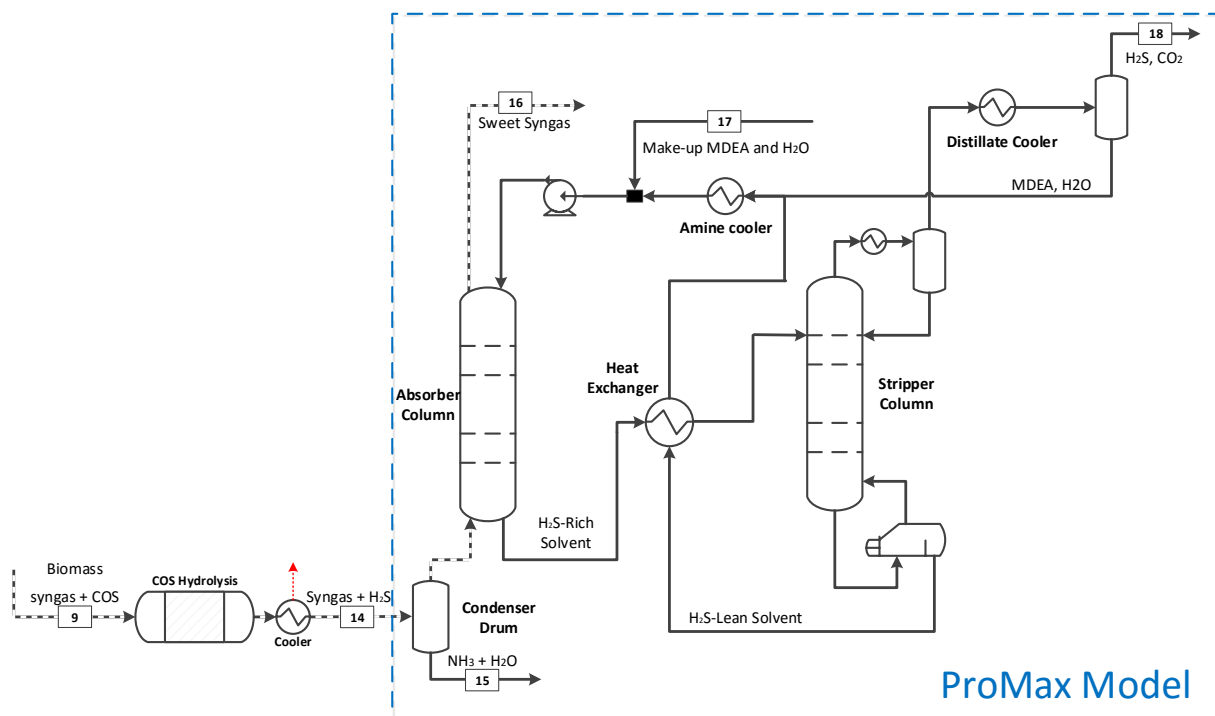 18
H₂S, CO₂
16
Sweet Syngas
17
Make-up MDEA and H₂O
Distillate Cooler
MDEA, H2O
Amine cooler
Absorber
Column
Heat
Exchanger
Stripper
Column
H₂S-Rich
Solvent
Biomass
syngas + COS
9
COS Hydrolysis
Cooler
Syngas + H₂S
14
Condenser
Drum
NH₃ + H₂O
15
H₂S-Lean Solvent
ProMax Model